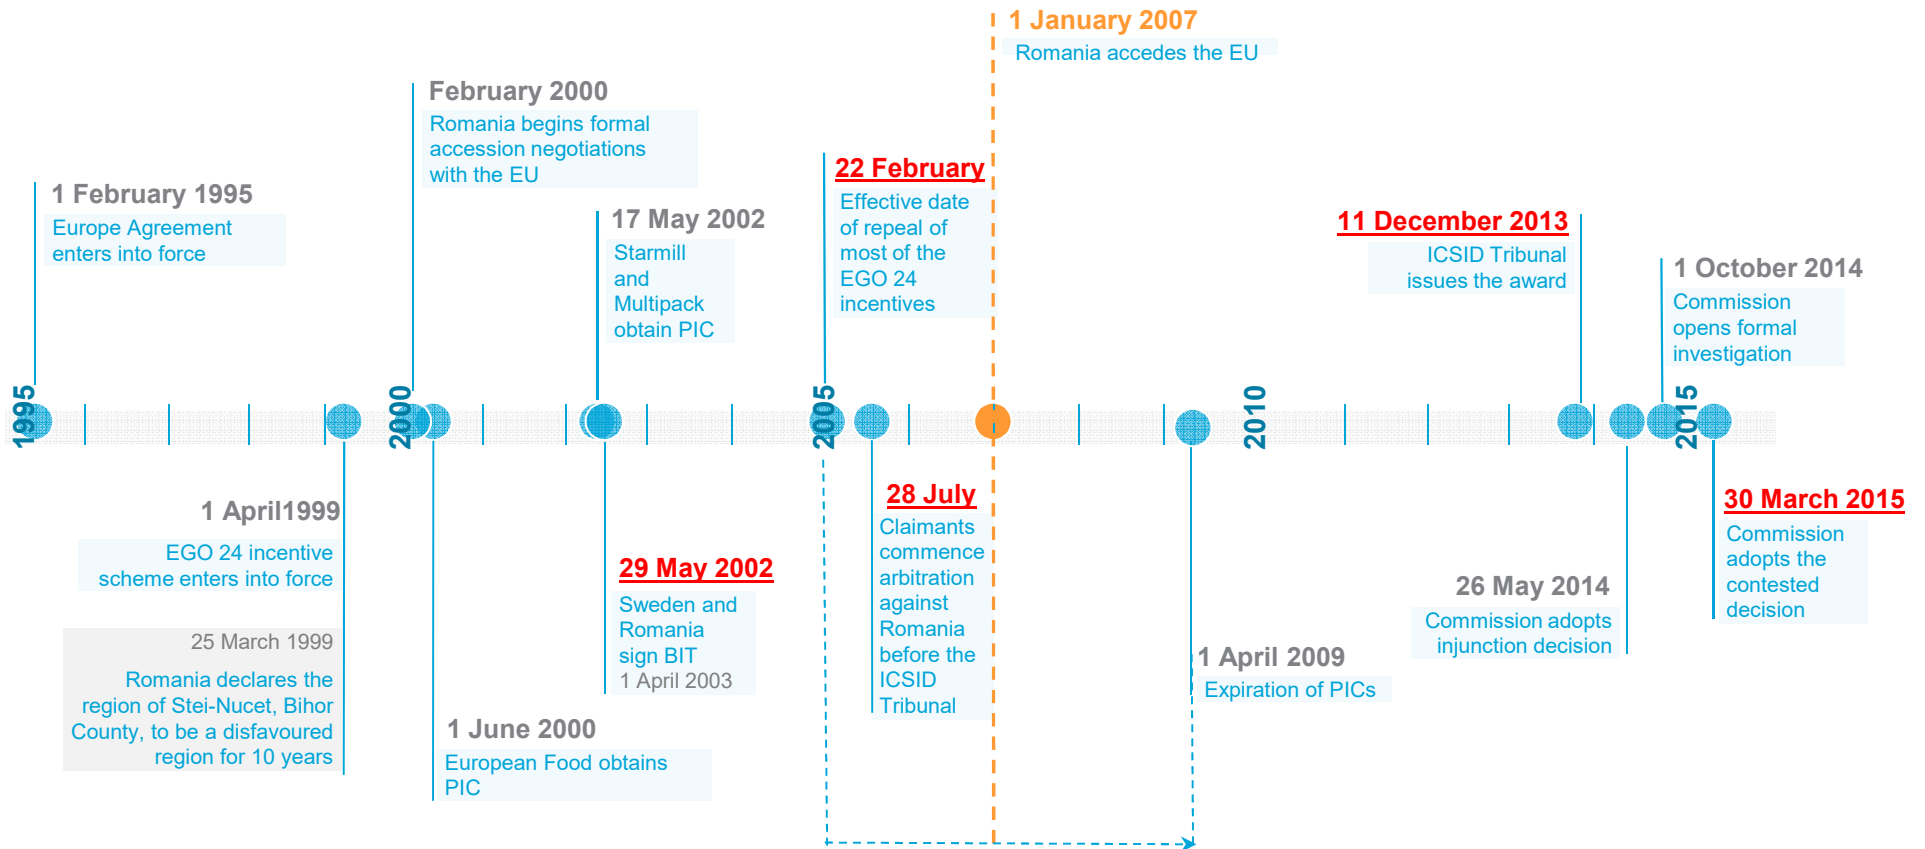 1 January 2007
Romania accedes the EU
February 2000
Romania begins formal
accession negotiations
with the EU
22 February
Effective date
of repeal of
most of the
EGO 24
incentives
1 February 1995
Europe Agreement
enters into force
17 May 2002
Starmill
and
Multipack
obtain PIC
11 December 2013
ICSID Tribunal
issues the award
1 October 2014
Commission
opens formal
investigation
1995
2000
2005
2010
2015
1 April1999
EGO 24 incentive
scheme enters into force
25 March 1999
Romania declares the
region of Stei-Nucet, Bihor
County, to be a disfavoured
region for 10 years
1 June 2000
European Food obtains
PIC
29 May 2002
Sweden and
Romania
sign BIT
1 April 2003
28 July
Claimants
commence
arbitration
against
Romania
before the
ICSID
Tribunal
1 April 2009
Expiration of PICs
26 May 2014
Commission adopts
injunction decision
30 March 2015
Commission
adopts the
contested
decision